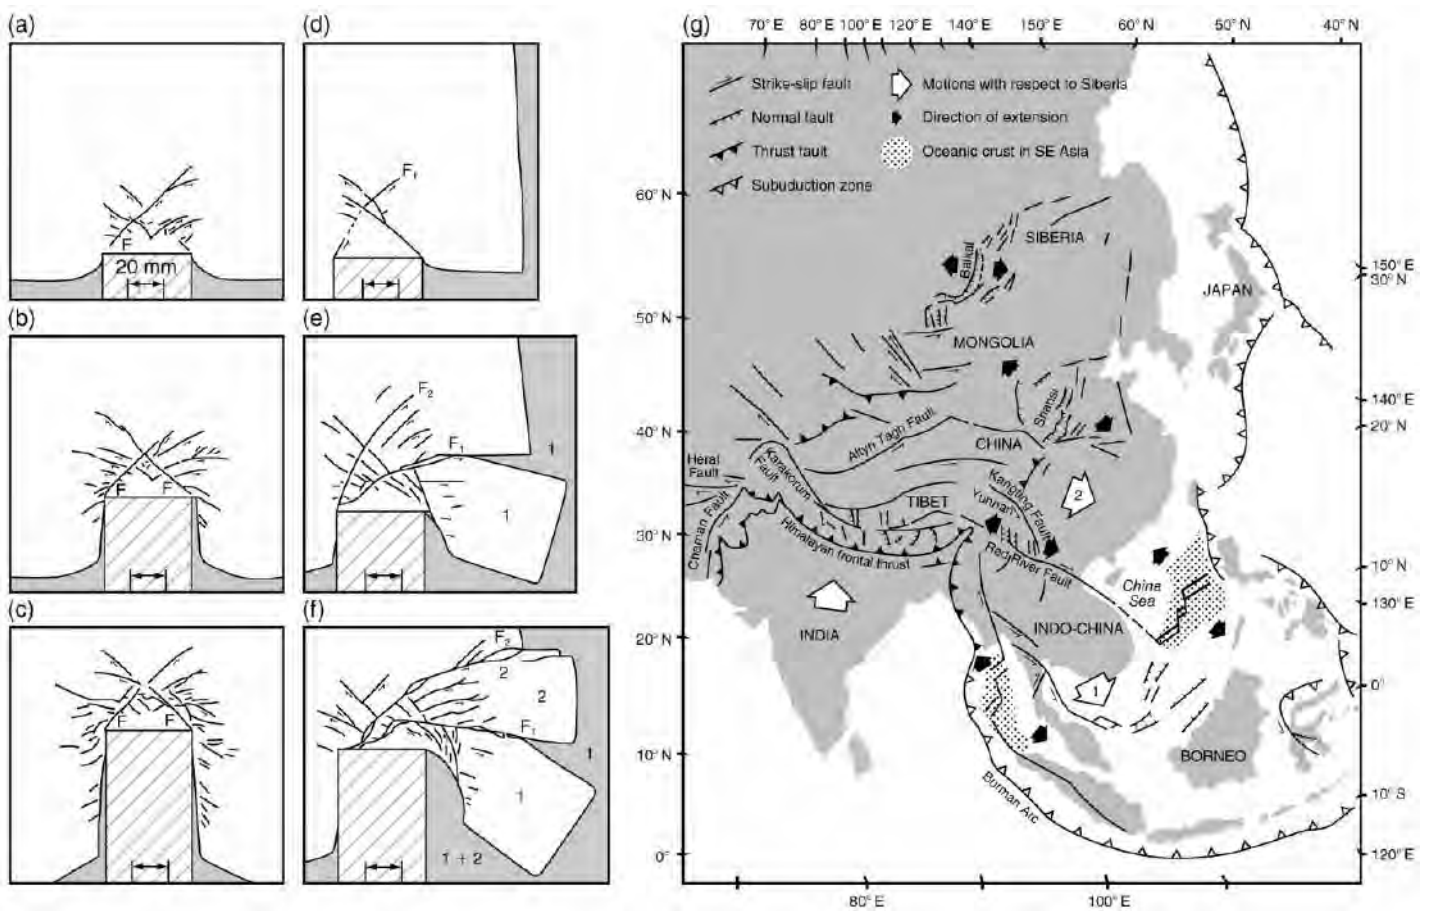 (a)
F
20 mm
(b)
F
F
(c)
F
F
(d)
F1
(e)
F2
F1
1
1
(f)
F2
2
2
F1
1
1
1 + 2
(g)
70° E
80° E
100° E
120° E
140° E
150° E
60° N
50° N
40° N
Strike-slip fault
Motions with respect to Siberia
Normal fault
Direction of extension
Thrust fault
Oceanic crust in SE Asia
Subuduction zone
60° N
50° N
40° N
30° N
20° N
10° N
0°
SIBERIA
Baikal
JAPAN
150° E
30° N
MONGOLIA
140° E
20° N
Shansi
Altyn Tagh Fault
CHINA
Herat
Fault
Karakorum
Fault
Kangting Fault
2
TIBET
Yunnan
Chaman Fault
Himalayan frontal thrust
Red River Fault
China
Sea
10° N
130° E
INDIA
INDO-CHINA
1
0°
BORNEO
Burman Arc
10° S
120° E
80° E
100° E